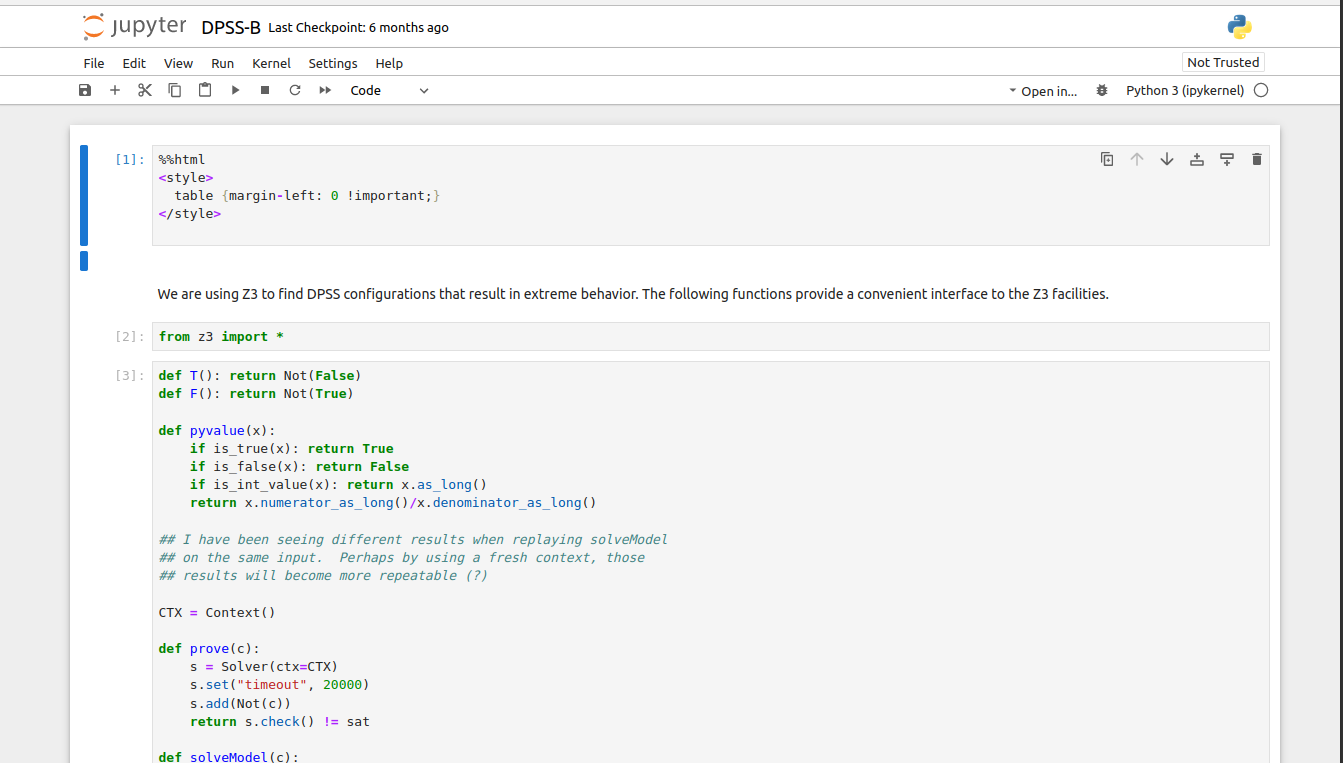 jupyter DPSS-B Last Checkpoint: 6 months ago
File Edit View Run Kernel Settings Help Not Trusted
Code Open in... Python 3 (ipykernel)
[1]: %%html
<style>
  table {margin-left: 0 !important;}
</style>
We are using Z3 to find DPSS configurations that result in extreme behavior. The following functions provide a convenient interface to the Z3 facilities.
[2]: from z3 import *
[3]: def T(): return Not(False)
def F(): return Not(True)
def pyvalue(x):
    if is_true(x): return True
    if is_false(x): return False
    if is_int_value(x): return x.as_long()
    return x.numerator_as_long()/x.denominator_as_long()
## I have been seeing different results when replaying solveModel
## on the same input.  Perhaps by using a fresh context, those
## results will become more repeatable (?)
CTX = Context()
def prove(c):
    s = Solver(ctx=CTX)
    s.set("timeout", 20000)
    s.add(Not(c))
    return s.check() != sat
def solveModel(c):